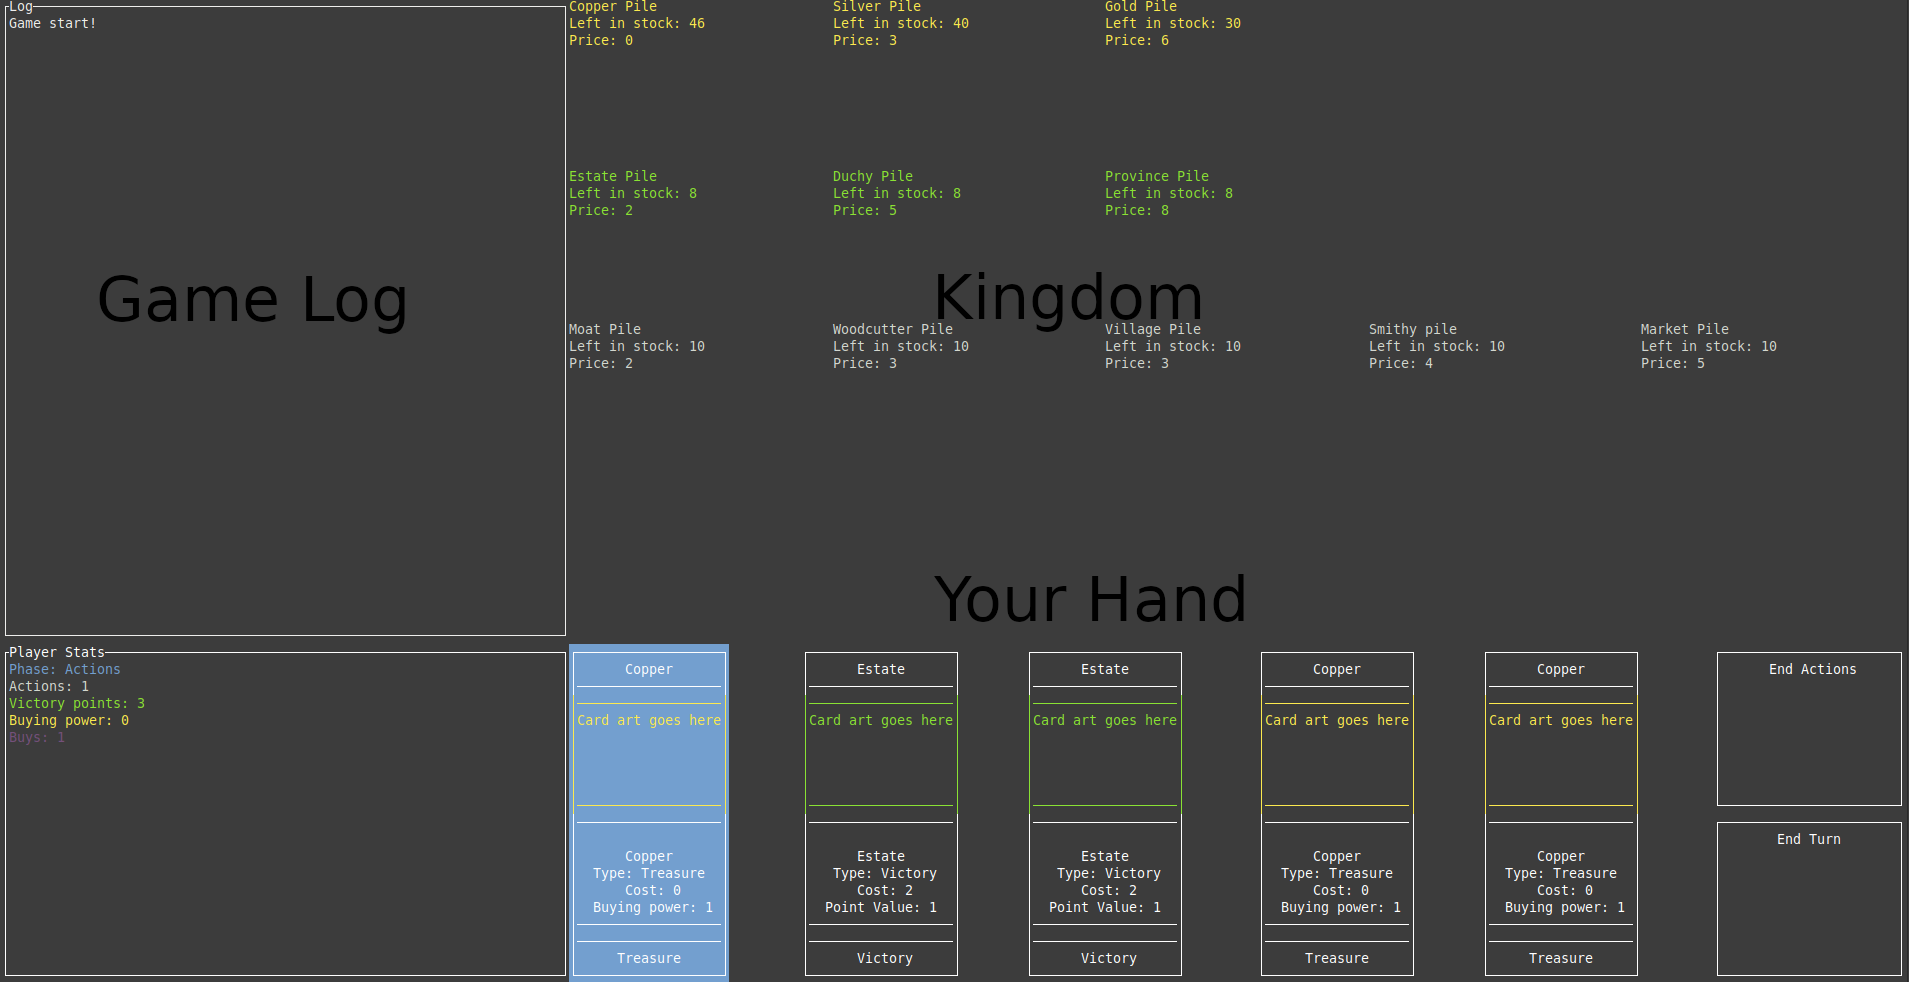 Log
Game start!
Game Log
Copper Pile
Left in stock: 46
Price: 0
Silver Pile
Left in stock: 40
Price: 3
Gold Pile
Left in stock: 30
Price: 6
Estate Pile
Left in stock: 8
Price: 2
Duchy Pile
Left in stock: 8
Price: 5
Province Pile
Left in stock: 8
Price: 8
Kingdom
Moat Pile
Left in stock: 10
Price: 2
Woodcutter Pile
Left in stock: 10
Price: 3
Village Pile
Left in stock: 10
Price: 3
Smithy pile
Left in stock: 10
Price: 4
Market Pile
Left in stock: 10
Price: 5
Your Hand
Player Stats
Phase: Actions
Actions: 1
Victory points: 3
Buying power: 0
Buys: 1
Copper
Card art goes here
Copper
Type: Treasure
Cost: 0
Buying power: 1
Treasure
Estate
Card art goes here
Estate
Type: Victory
Cost: 2
Point Value: 1
Victory
Estate
Card art goes here
Estate
Type: Victory
Cost: 2
Point Value: 1
Victory
Copper
Card art goes here
Copper
Type: Treasure
Cost: 0
Buying power: 1
Treasure
Copper
Card art goes here
Copper
Type: Treasure
Cost: 0
Buying power: 1
Treasure
End Actions
End Turn